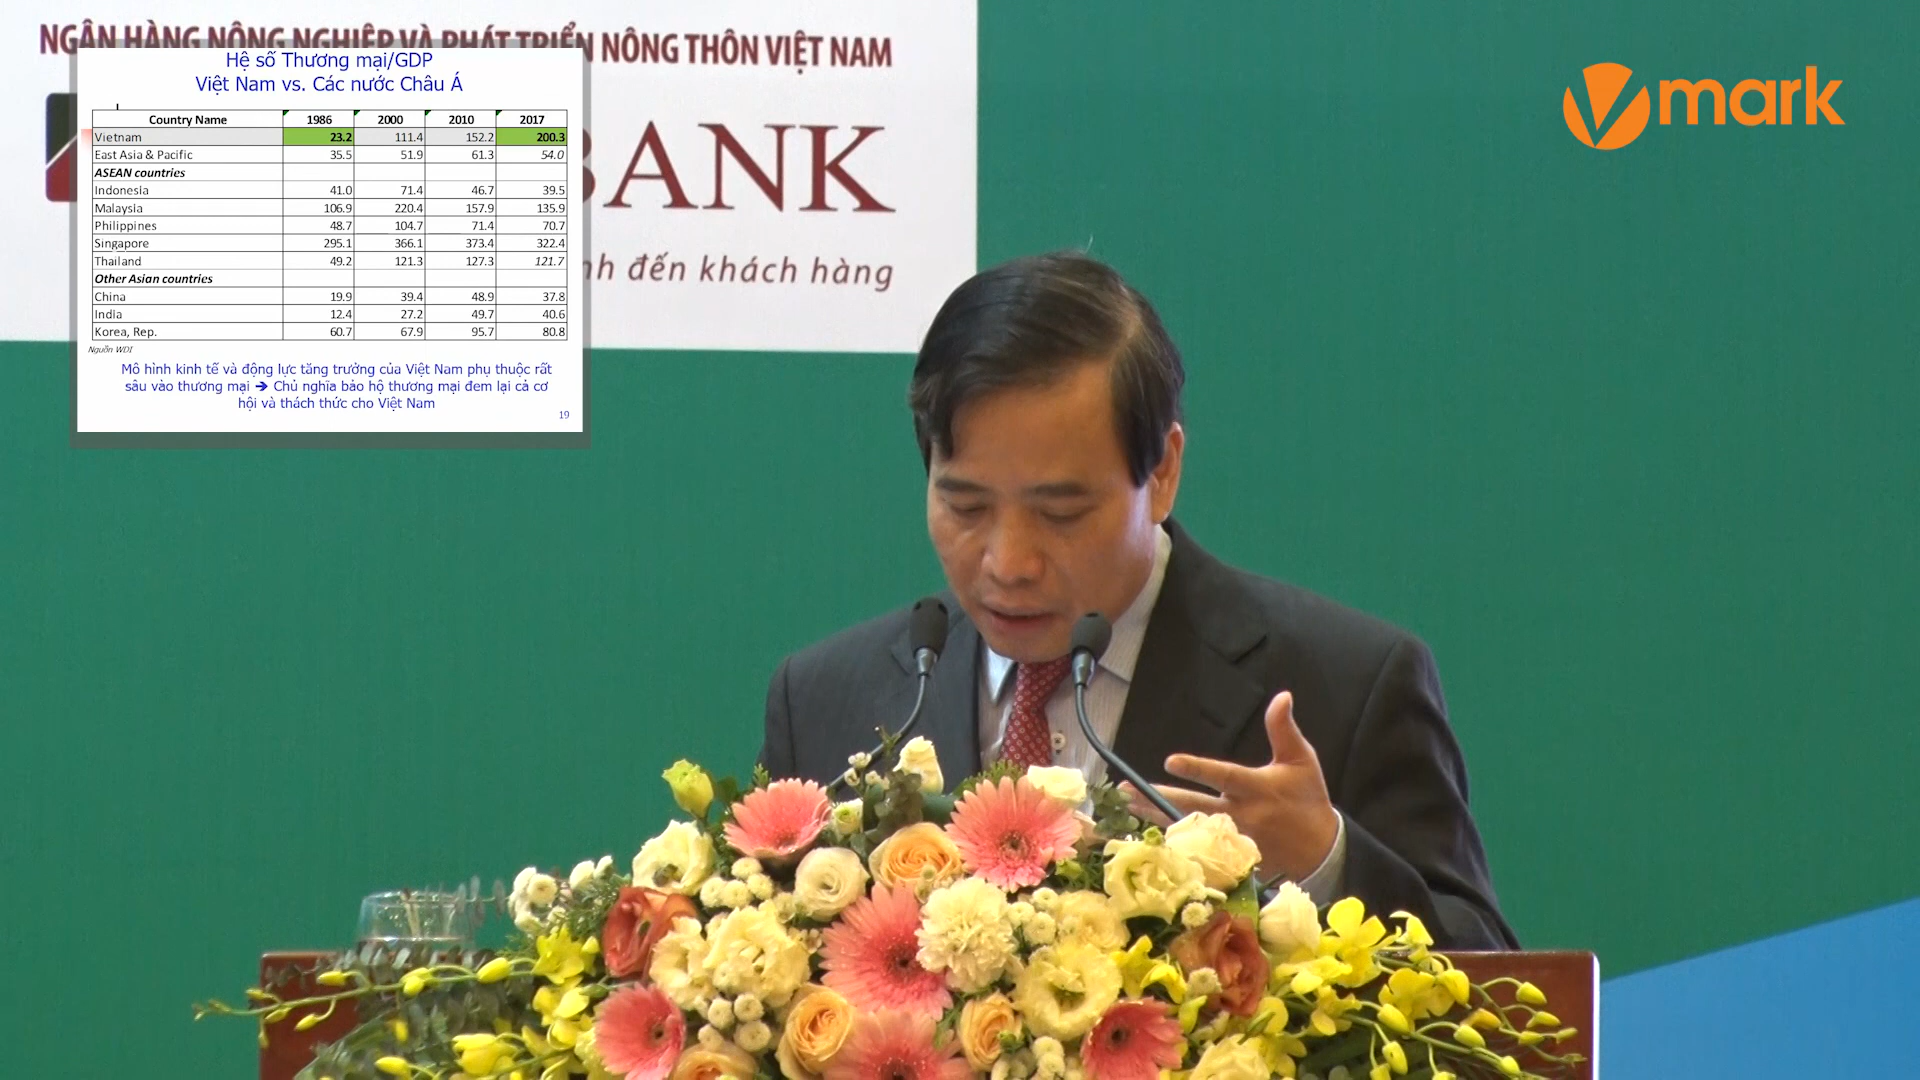 NGÂN HÀNG NÔNG NGHIỆP VÀ PHÁT TRIỂN NÔNG THÔN VIỆT NAM
BANK
nh đến khách hàng
mark
Hệ số Thương mại/GDP
Việt Nam vs. Các nước Châu Á
Country Name 1986 2000 2010 2017
Vietnam 23.2 111.4 152.2 200.3
East Asia & Pacific 35.5 51.9 61.3 54.0
ASEAN countries
Indonesia 41.0 71.4 46.7 39.5
Malaysia 106.9 220.4 157.9 135.9
Philippines 48.7 104.7 71.4 70.7
Singapore 295.1 366.1 373.4 322.4
Thailand 49.2 121.3 127.3 121.7
Other Asian countries
China 19.9 39.4 48.9 37.8
India 12.4 27.2 49.7 40.6
Korea, Rep. 60.7 67.9 95.7 80.8
Nguồn WDI
Mô hình kinh tế và động lực tăng trưởng của Việt Nam phụ thuộc rất
sâu vào thương mại ➔ Chủ nghĩa bảo hộ thương mại đem lại cả cơ
hội và thách thức cho Việt Nam
19